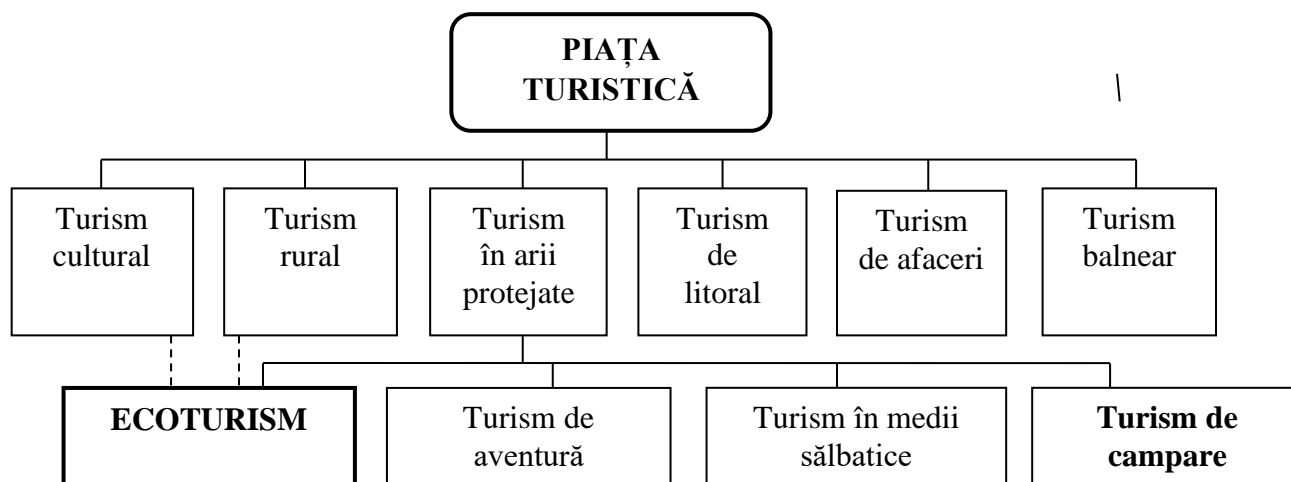 PIAȚA
TURISTICĂ
Turism
cultural
Turism
rural
Turism
în arii
protejate
Turism
de
litoral
Turism
de afaceri
Turism
balnear
ECOTURISM
Turism de
aventură
Turism în medii
sălbatice
Turism de
campare